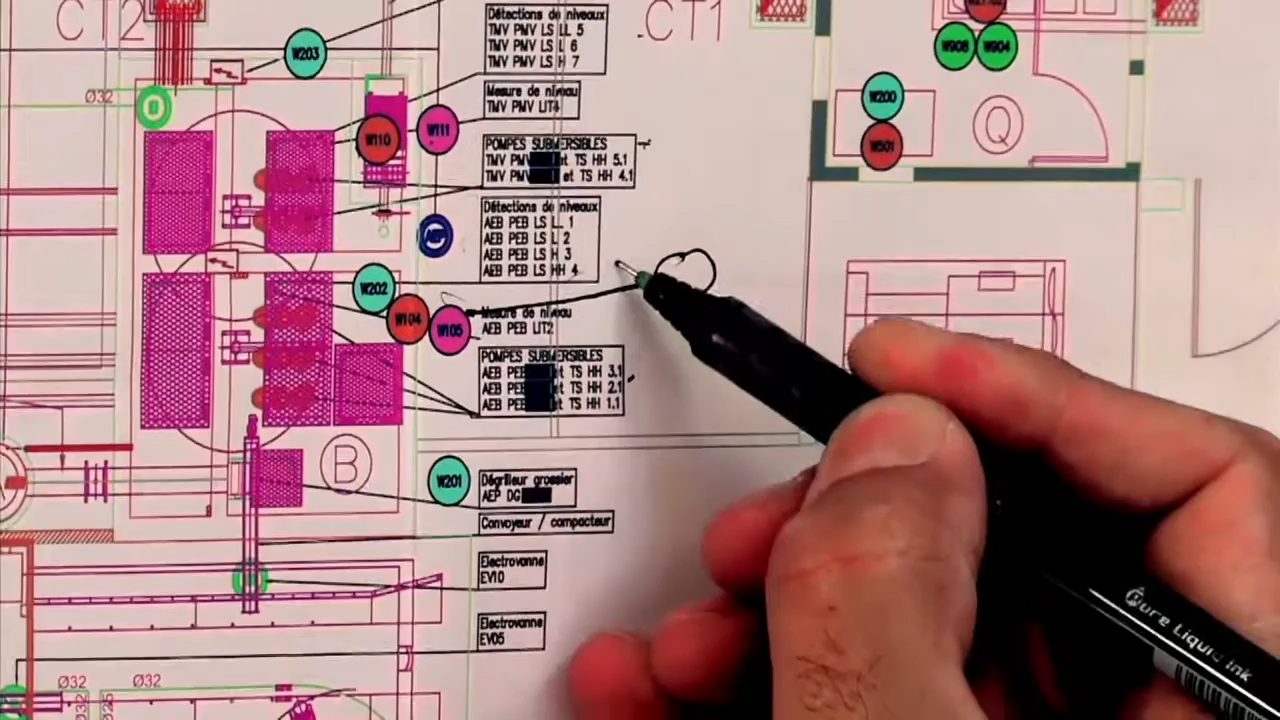 CT2
W203
Détections de niveaux
TMV PMV LS LL 5
TMV PMV LS L 6
TMV PMV LS H 7
Mesure de niveau
TMV PMV LIT4
CT1
W908
W904
W200
W501
Q
Ø32
W110
W111
POMPES SUBMERSIBLES
TMV PMV et TS HH 5.1
TMV PMV et TS HH 4.1
Détections de niveaux
AEB PEB LS LL 1
AEB PEB LS L 2
AEB PEB LS H 3
AEB PEB LS HH 4
W202
W104
W105
Mesure de niveau
AEB PEB LIT2
POMPES SUBMERSIBLES
AEB PEB et TS HH 3.1
AEB PEB et TS HH 2.1
AEB PEB et TS HH 1.1
B
W201
Dégrilleur grossier
AEP DG
Convoyeur / compacteur
Electrovanne
EV10
Electrovanne
EV05
Ø32
Ø32
Pure Liquid Ink